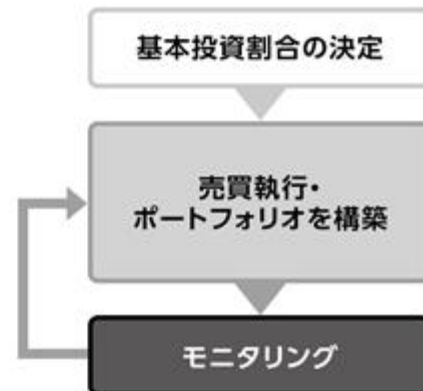 基本投資割合の決定
売買執行・
ポートフォリオを構築
モニタリング